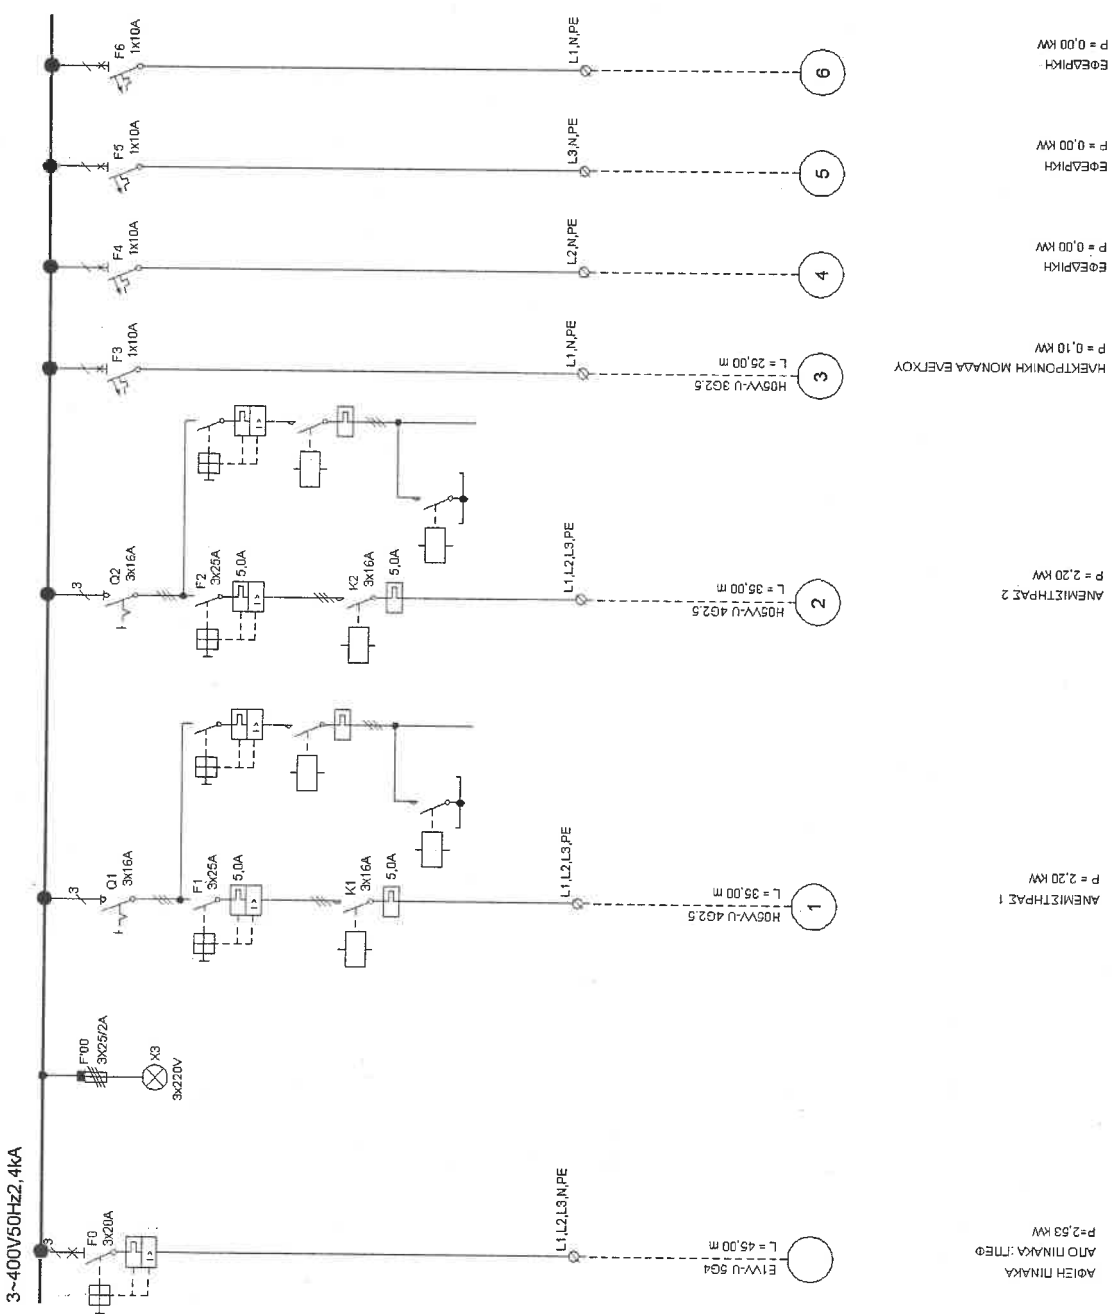 3~400V50Hz2,4kA
F0
3x20A
3
L1,L2,L3,N,PE
E1VV-U 5G4
L = 45,00 m
ΑΦΙΞΗ ΠΙΝΑΚΑ
ΑΠΟ ΠΙΝΑΚΑ :ΓΠΕΦ
P=2,53 KW
F'00
3X25/2A
X3
3x220V
3
Q1
3x16A
F1
3x25A
5,0A
K1
3x16A
5,0A
L1,L2,L3,PE
H05VV-U 4G2.5
L = 35,00 m
1
ΑΝΕΜΙΣΤΗΡΑΣ 1
P = 2,20 KW
3
Q2
3x16A
F2
3x25A
5,0A
K2
3x16A
5,0A
L1,L2,L3,PE
H05VV-U 4G2.5
L = 35,00 m
2
ΑΝΕΜΙΣΤΗΡΑΣ 2
P = 2,20 KW
F3
1x10A
L1,N,PE
H05VV-U 3G2.5
L = 25,00 m
3
ΗΛΕΚΤΡΟΝΙΚΗ ΜΟΝΑΔΑ ΕΛΕΓΧΟΥ
P = 0,10 KW
F4
1x10A
L2,N,PE
4
ΕΦΕΔΡΙΚΗ
P = 0,00 KW
F5
1x10A
L3,N,PE
5
ΕΦΕΔΡΙΚΗ
P = 0,00 KW
F6
1x10A
L1,N,PE
6
ΕΦΕΔΡΙΚΗ
P = 0,00 KW